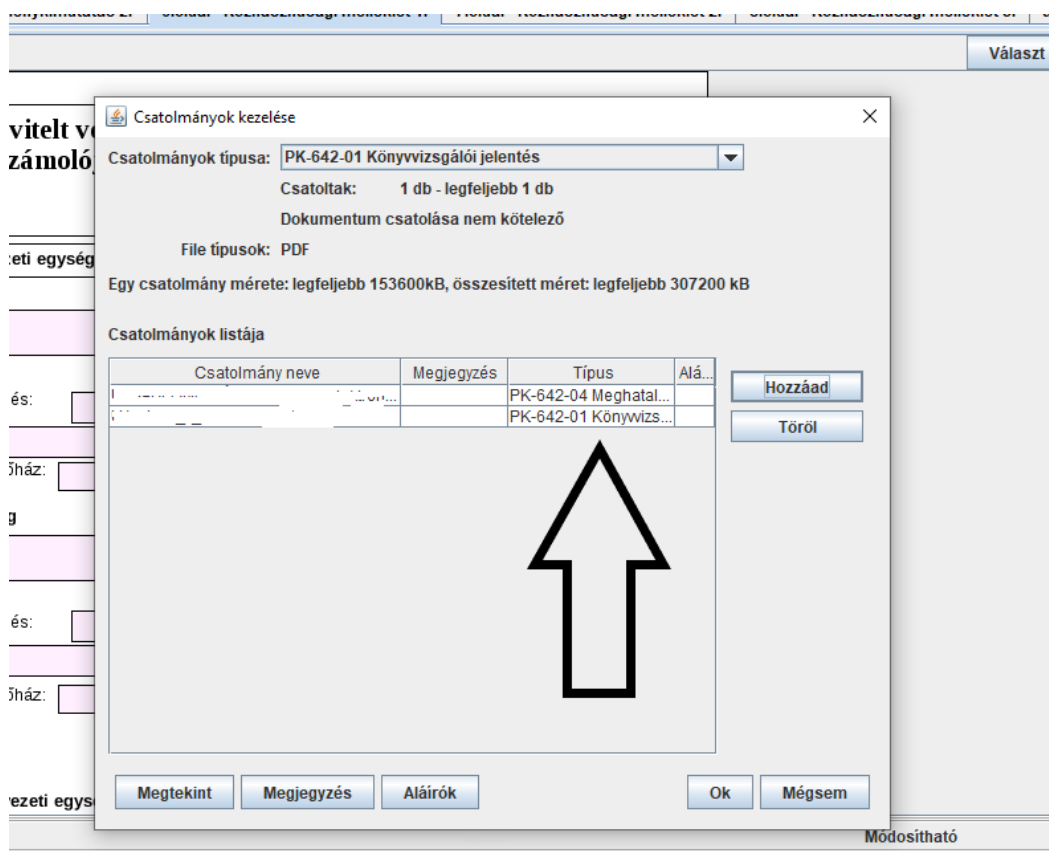 Közhasznúsági melléklet
Választ
vitelt
számoló
Csatolmányok kezelése
Csatolmányok típusa: PK-642-01 Könyvvizsgálói jelentés
Csatoltak: 1 db - legfeljebb 1 db
Dokumentum csatolása nem kötelező
File típusok: PDF
zeti egység
Egy csatolmány mérete: legfeljebb 153600kB, összesített méret: legfeljebb 307200 kB
Csatolmányok listája
Csatolmány neve Megjegyzés Típus Alá...
PK-642-04 Meghatal...
PK-642-01 Könyvvizs...
Hozzáad
Töröl
és:
őház:
g
és:
őház:
Megtekint Megjegyzés Aláírók Ok Mégsem
vezeti egys
Módosítható